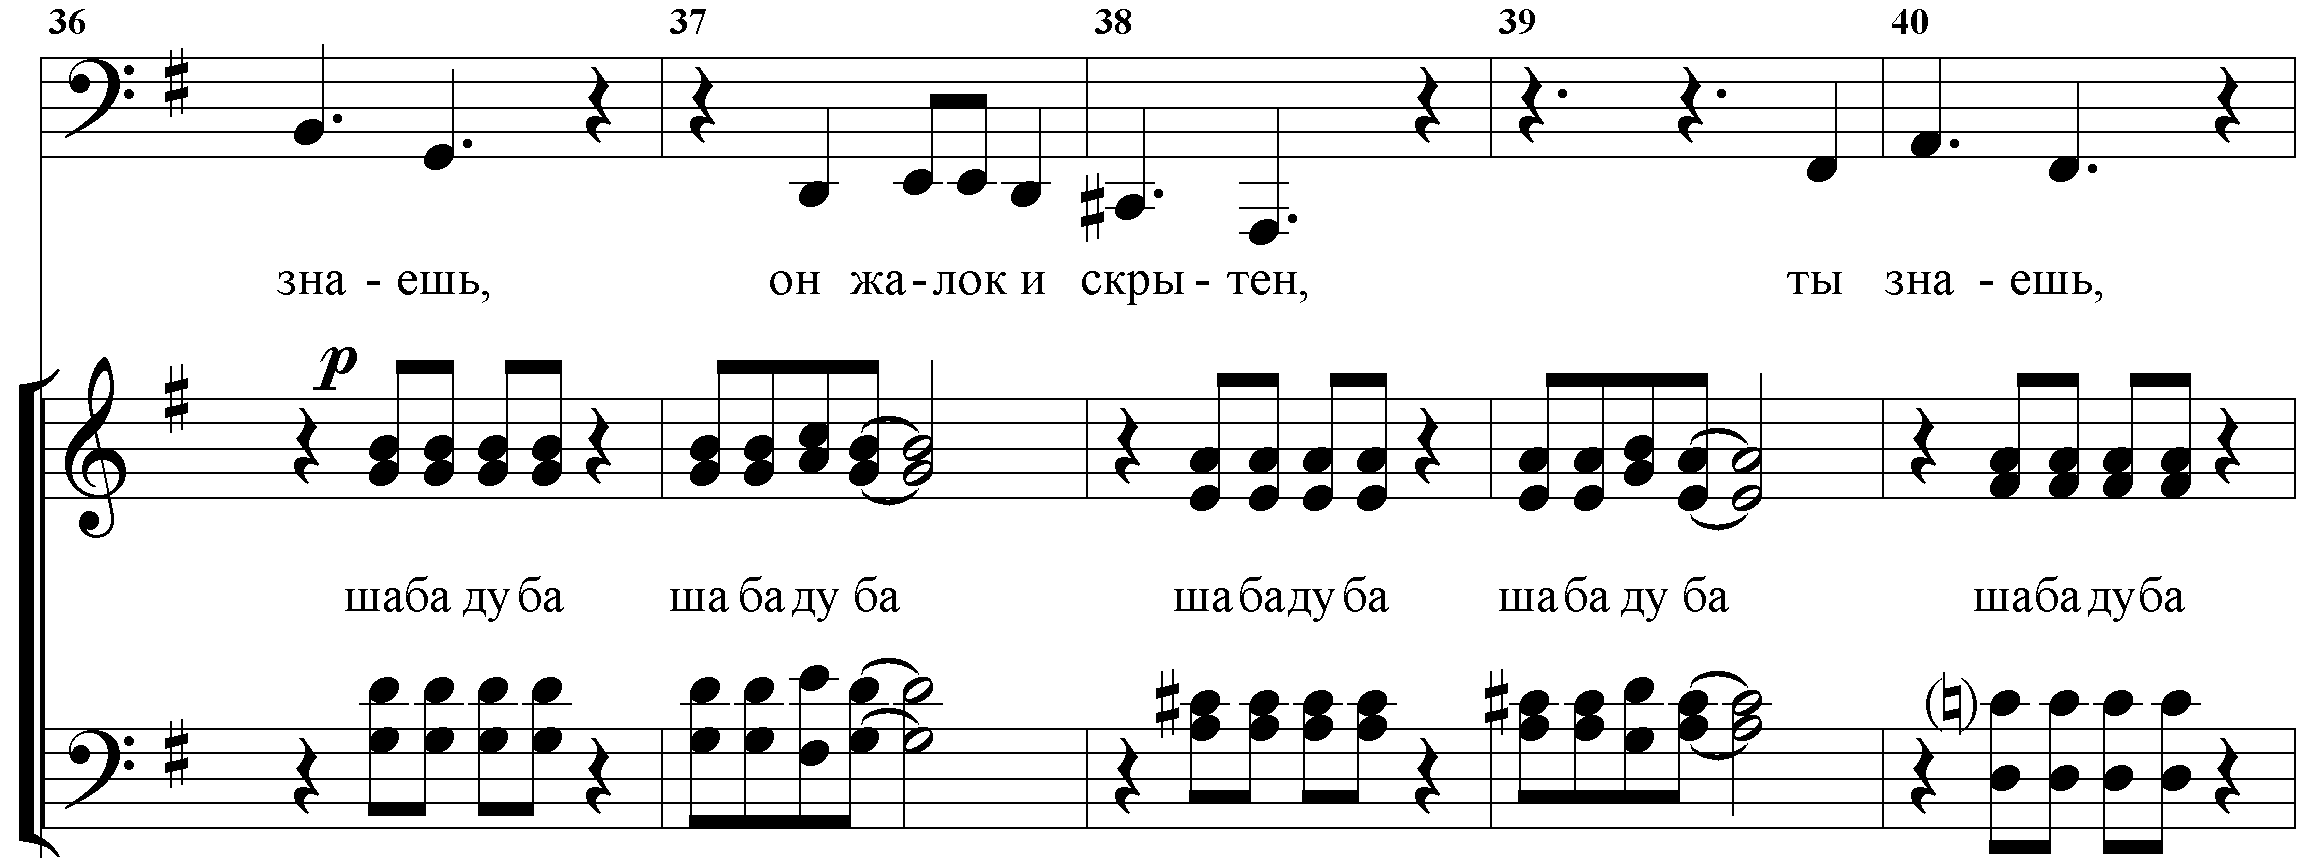 36 37 38 39 40
зна - ешь, он жа - лок и скры - тен, ты зна - ешь,
p
шаба ду ба ша ба ду ба ша ба ду ба ша ба ду ба шаба ду ба